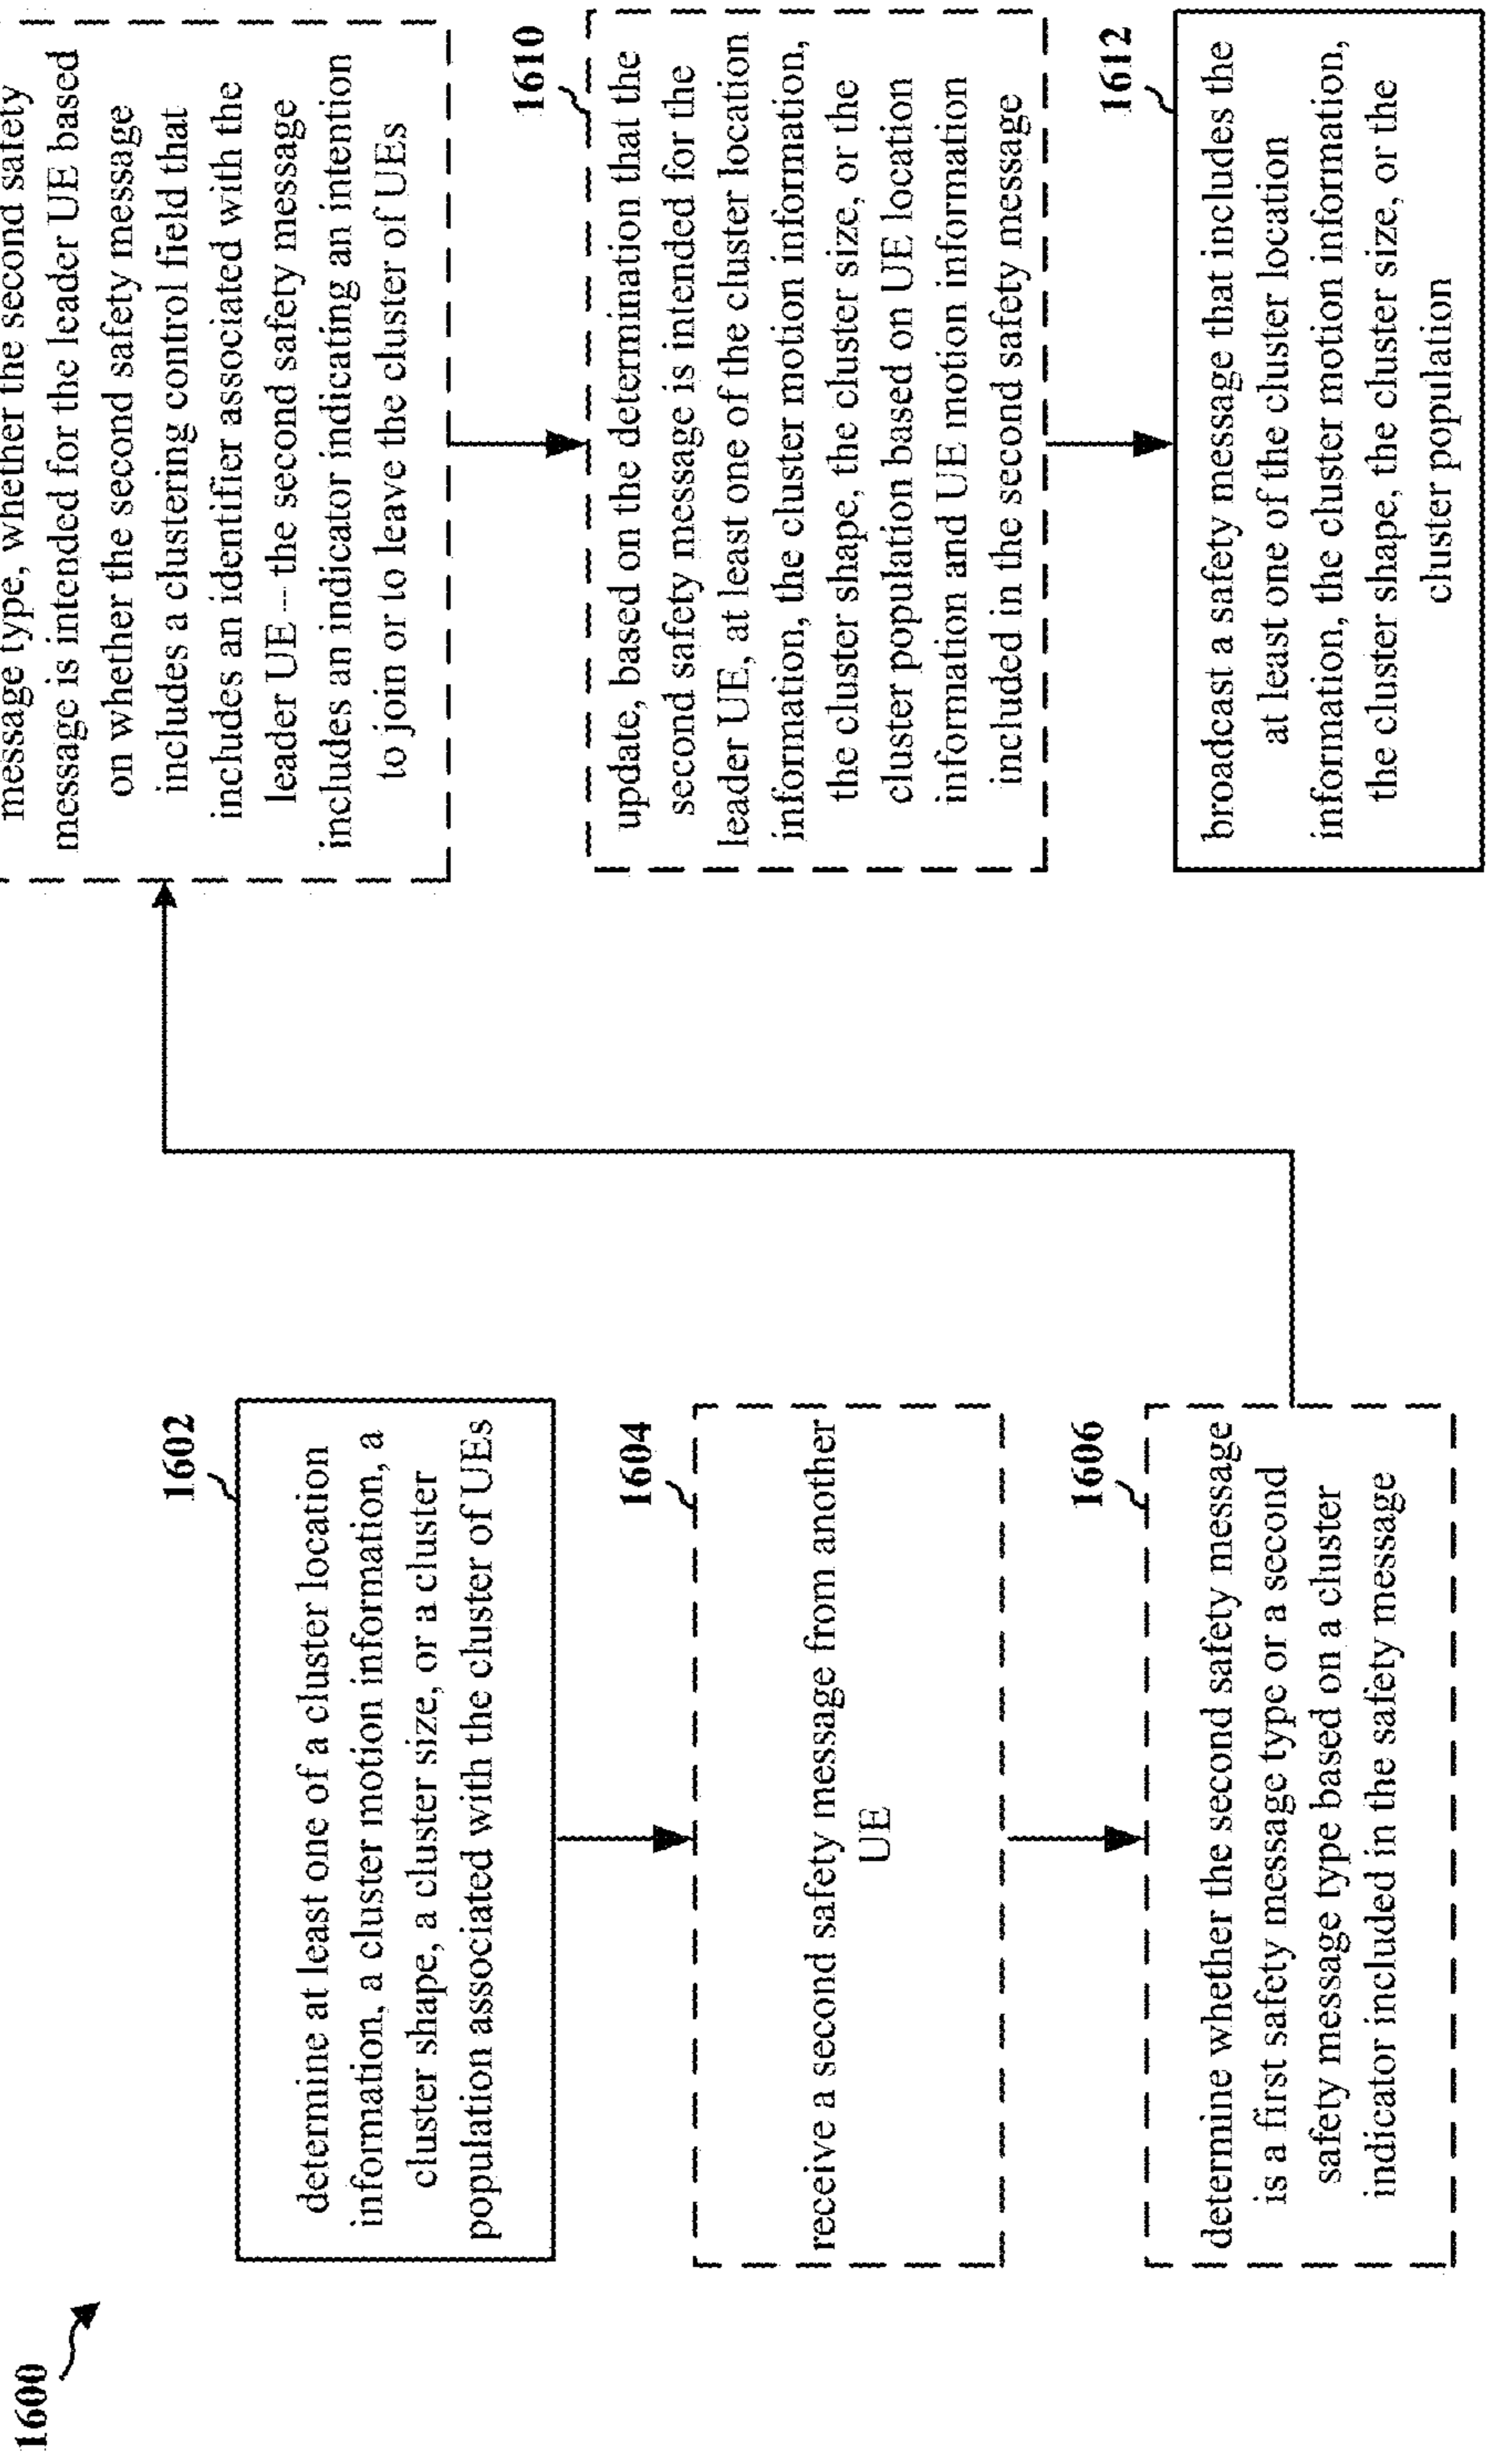 1600
1602
determine at least one of a cluster location
information, a cluster motion information, a
cluster shape, a cluster size, or a cluster
population associated with the cluster of UEs
1604
receive a second safety message from another
UE
1606
determine whether the second safety message
is a first safety message type or a second
safety message type based on a cluster
indicator included in the safety message
message type, whether the second safety
message is intended for the leader UE based
on whether the second safety message
includes a clustering control field that
includes an identifier associated with the
leader UE -- the second safety message
includes an indicator indicating an intention
to join or to leave the cluster of UEs
1610
update, based on the determination that the
second safety message is intended for the
leader UE, at least one of the cluster location
information, the cluster motion information,
the cluster shape, the cluster size, or the
cluster population based on UE location
information and UE motion information
included in the second safety message
1612
broadcast a safety message that includes the
at least one of the cluster location
information, the cluster motion information,
the cluster shape, the cluster size, or the
cluster population